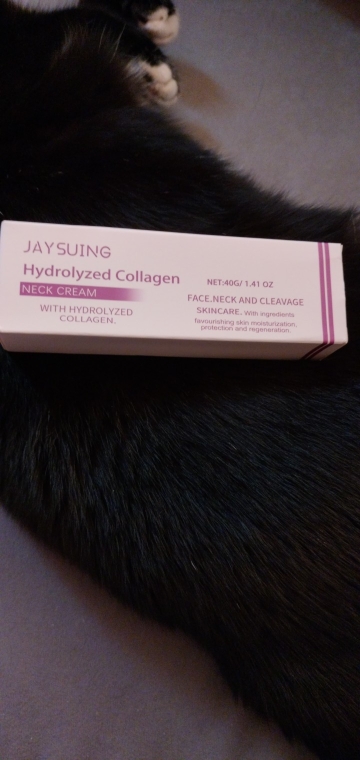 JAYSUING
Hydrolyzed Collagen
NECK CREAM
WITH HYDROLYZED
COLLAGEN.
NET:40G/ 1.41 OZ
FACE.NECK AND CLEAVAGE
SKINCARE. With ingredients
favourishing skin moisturization,
protection and regeneration.